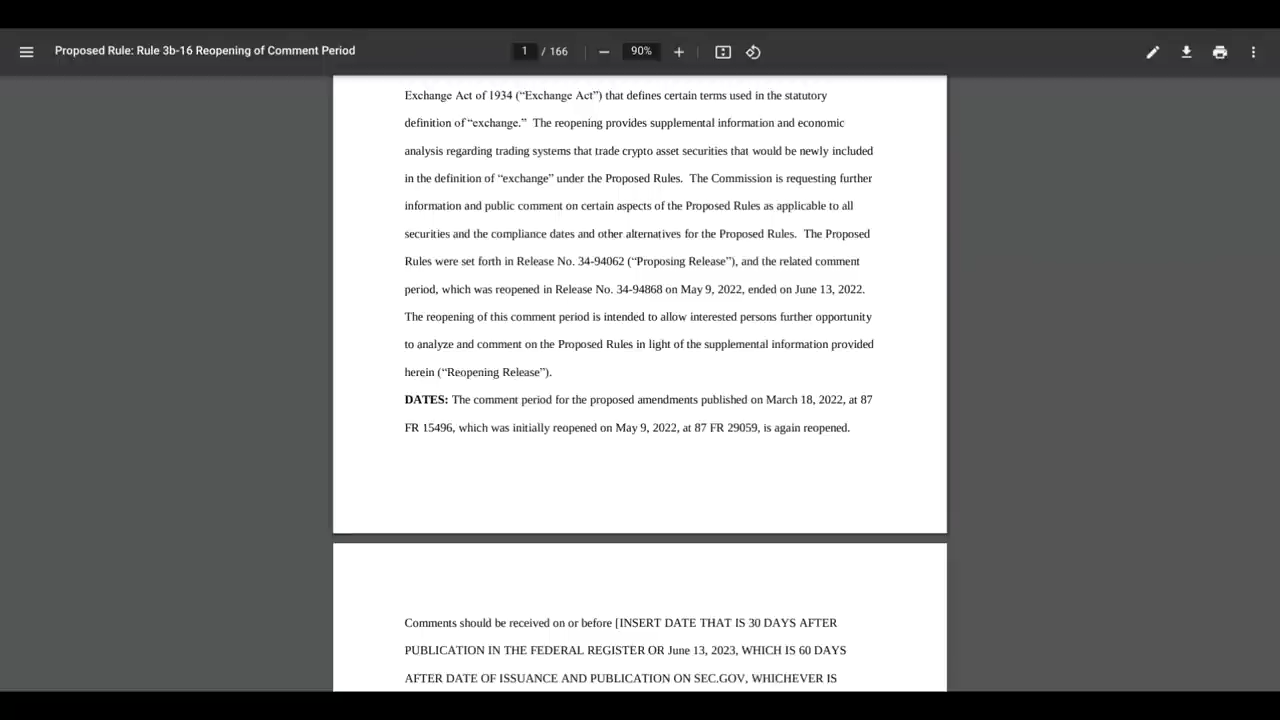 Proposed Rule: Rule 3b-16 Reopening of Comment Period
1 / 166
90%
Exchange Act of 1934 (“Exchange Act”) that defines certain terms used in the statutory
definition of “exchange.”  The reopening provides supplemental information and economic
analysis regarding trading systems that trade crypto asset securities that would be newly included
in the definition of “exchange” under the Proposed Rules.  The Commission is requesting further
information and public comment on certain aspects of the Proposed Rules as applicable to all
securities and the compliance dates and other alternatives for the Proposed Rules.  The Proposed
Rules were set forth in Release No. 34-94062 (“Proposing Release”), and the related comment
period, which was reopened in Release No. 34-94868 on May 9, 2022, ended on June 13, 2022.
The reopening of this comment period is intended to allow interested persons further opportunity
to analyze and comment on the Proposed Rules in light of the supplemental information provided
herein (“Reopening Release”).
DATES: The comment period for the proposed amendments published on March 18, 2022, at 87
FR 15496, which was initially reopened on May 9, 2022, at 87 FR 29059, is again reopened.
Comments should be received on or before [INSERT DATE THAT IS 30 DAYS AFTER
PUBLICATION IN THE FEDERAL REGISTER OR June 13, 2023, WHICH IS 60 DAYS
AFTER DATE OF ISSUANCE AND PUBLICATION ON SEC.GOV, WHICHEVER IS